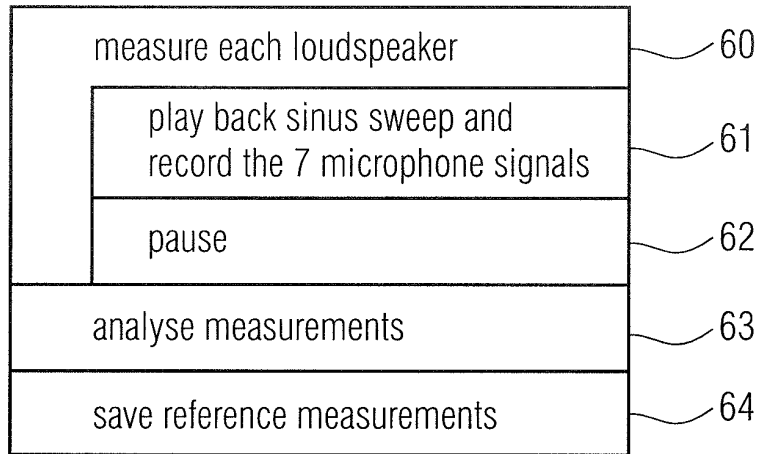 measure each loudspeaker 60
play back sinus sweep and
record the 7 microphone signals 61
pause 62
analyse measurements 63
save reference measurements 64